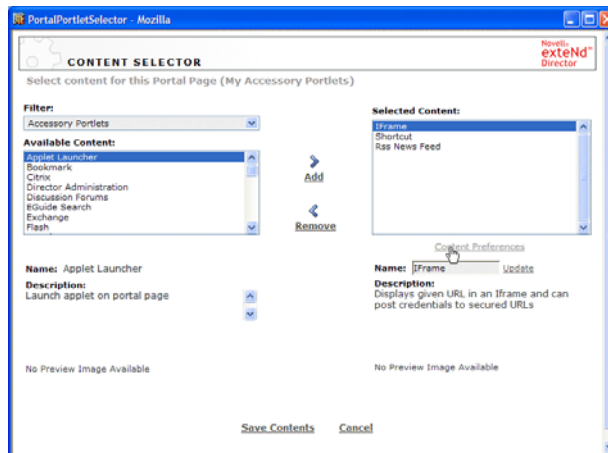 PortalPortletSelector - Mozilla
CONTENT SELECTOR
Novell®
exteNd™
Director
Select content for this Portal Page (My Accessory Portlets)
Filter:
Accessory Portlets
Available Content:
Applet Launcher
Bookmark
Citrix
Director Administration
Discussion Forums
EGuide Search
Exchange
Flash
Add
Remove
Selected Content:
IFrame
Shortcut
Rss News Feed
Content Preferences
Name: Applet Launcher
Description:
Launch applet on portal page
No Preview Image Available
Name: IFrame Update
Description:
Displays given URL in an Iframe and can
post credentials to secured URLs
No Preview Image Available
Save Contents Cancel